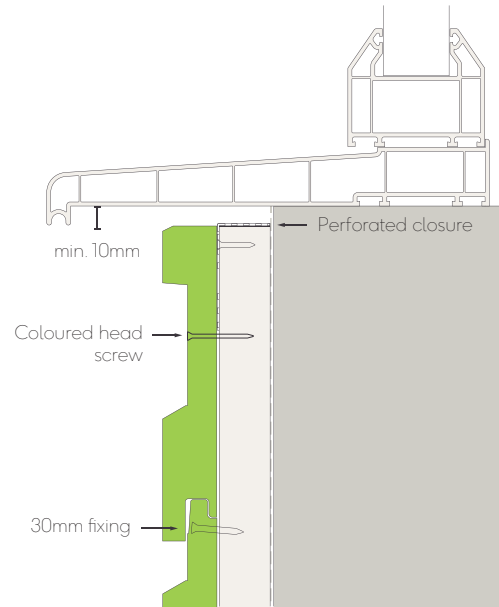 Perforated closure
min. 10mm
Coloured head
screw
30mm fixing